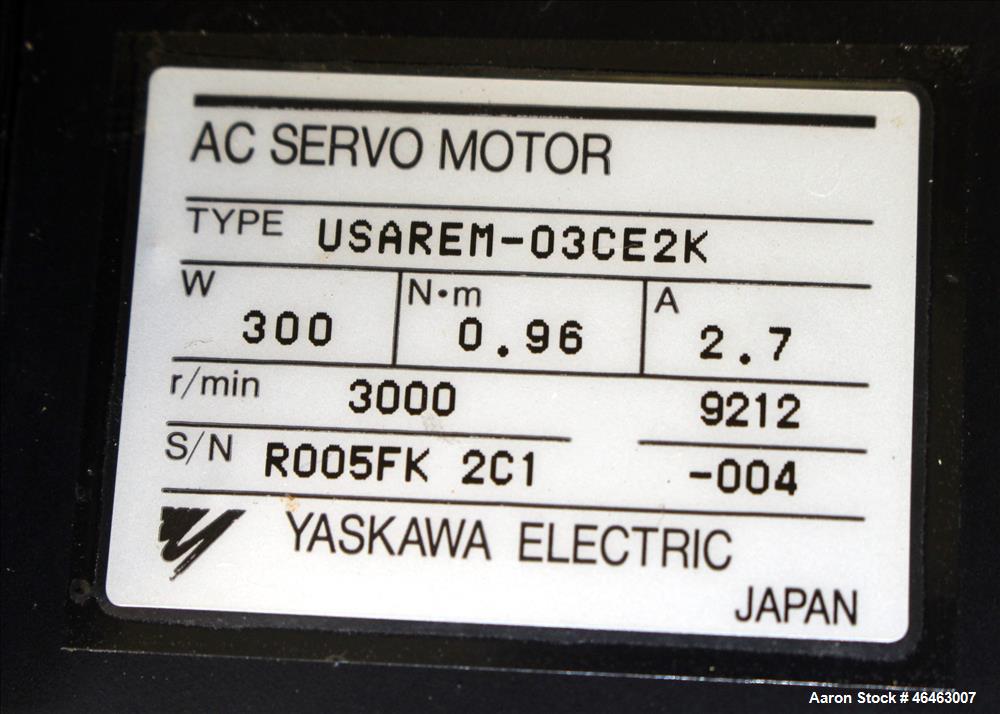 AC SERVO MOTOR
TYPE USAREM-03CE2K
W 300 N•m 0.96 A 2.7
r/min 3000 9212
S/N R005FK 2C1 -004
YASKAWA ELECTRIC
JAPAN
Aaron Stock # 46463007